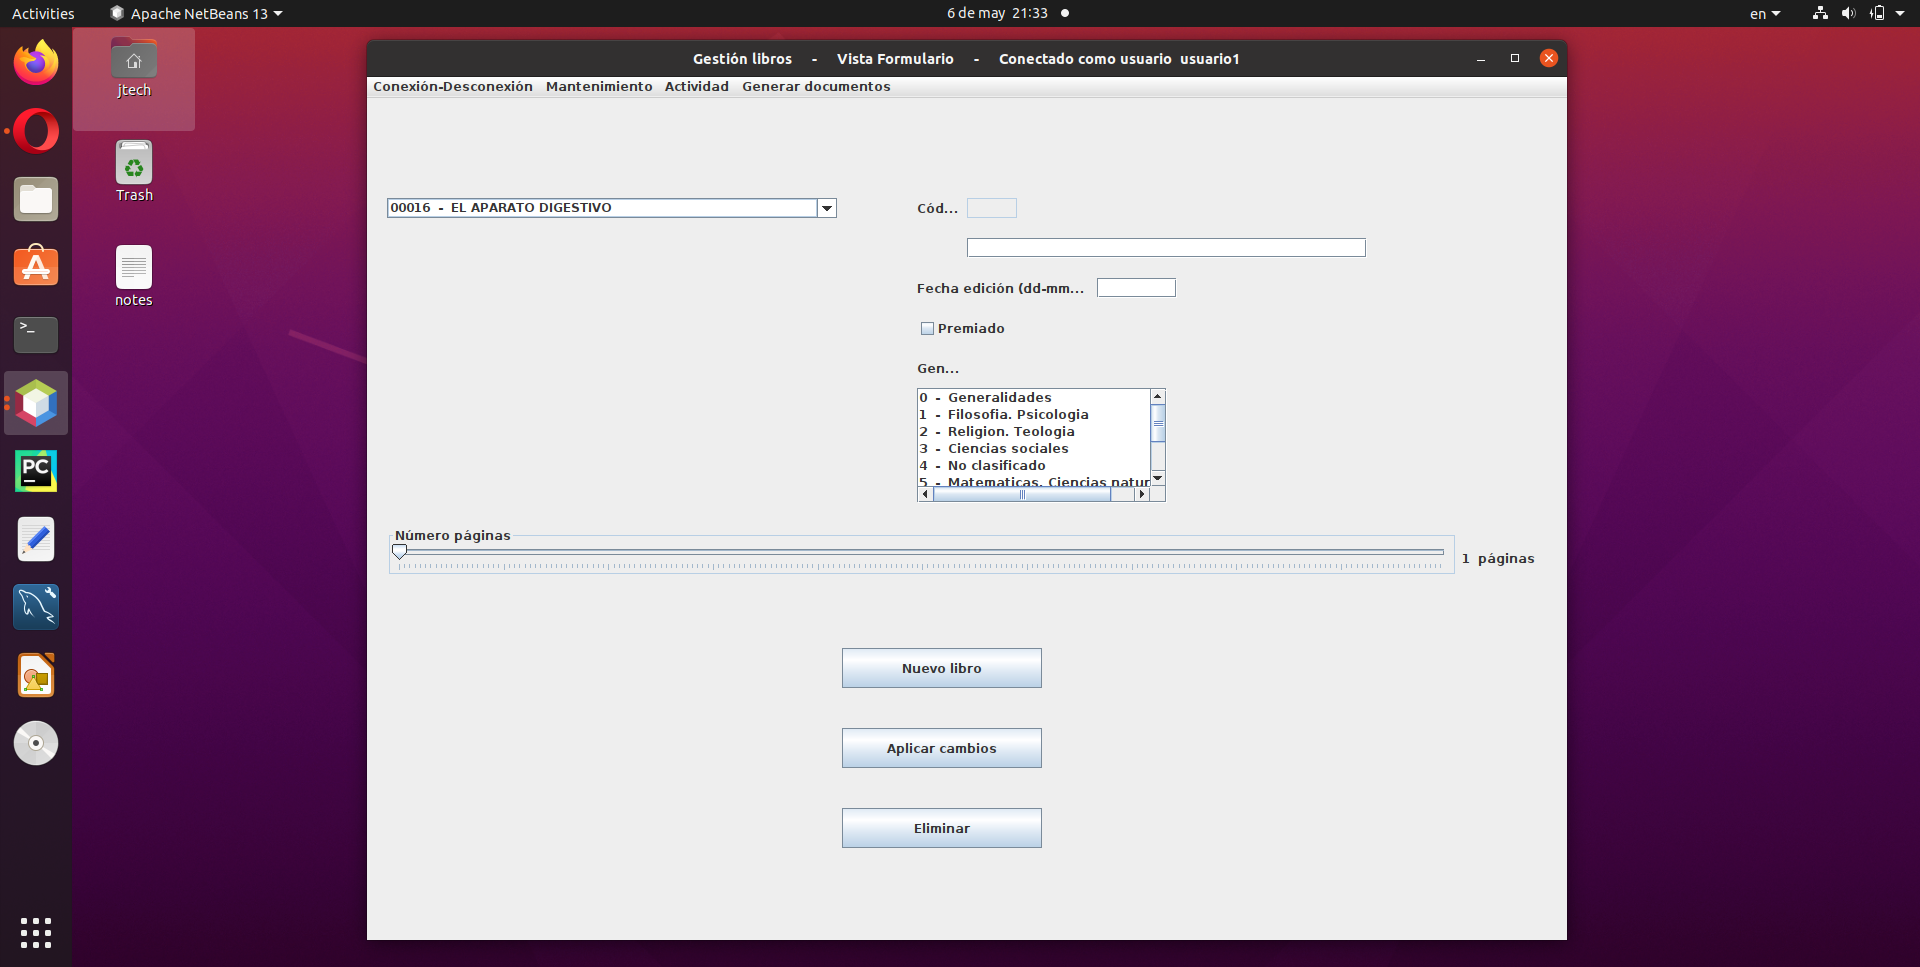 Activities
Apache NetBeans 13
6 de may 21:33
en
jtech
Trash
notes
>_
PC
Gestión libros - Vista Formulario - Conectado como usuario usuario1
Conexión-Desconexión Mantenimiento Actividad Generar documentos
00016 - EL APARATO DIGESTIVO
Cód...
Fecha edición (dd-mm...
Premiado
Gen...
0 - Generalidades
1 - Filosofia. Psicologia
2 - Religion. Teologia
3 - Ciencias sociales
4 - No clasificado
5 - Matematicas. Ciencias natur
Número páginas
1 páginas
Nuevo libro
Aplicar cambios
Eliminar